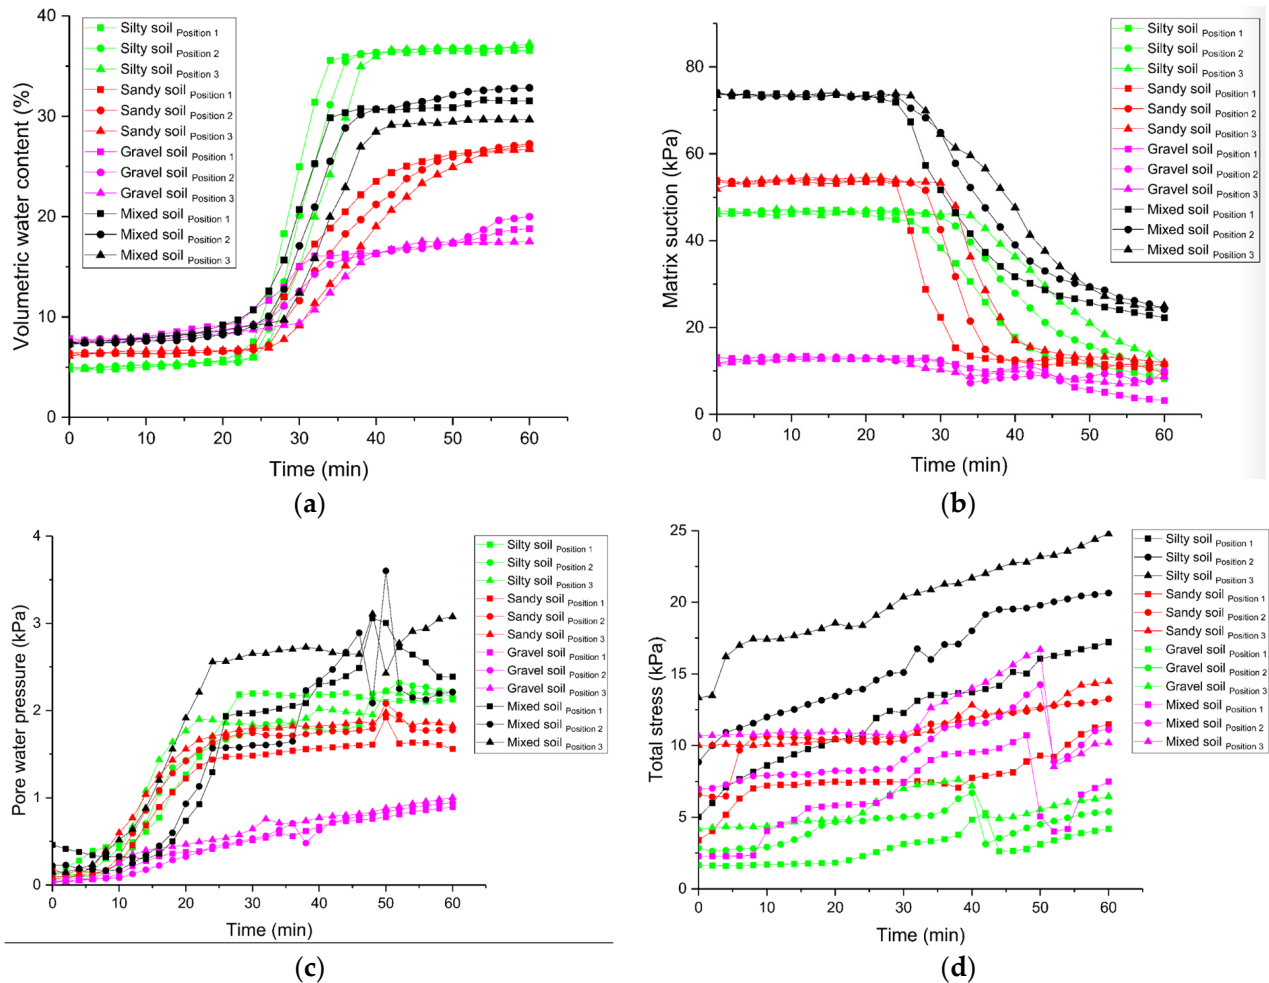 Volumetric water content (%)
40
30
20
10
0
0 10 20 30 40 50 60
Time (min)
Silty soil Position 1
Silty soil Position 2
Silty soil Position 3
Sandy soil Position 1
Sandy soil Position 2
Sandy soil Position 3
Gravel soil Position 1
Gravel soil Position 2
Gravel soil Position 3
Mixed soil Position 1
Mixed soil Position 2
Mixed soil Position 3
(a)
Matrix suction (kPa)
80
60
40
20
0
0 10 20 30 40 50 60
Time (min)
Silty soil Position 1
Silty soil Position 2
Silty soil Position 3
Sandy soil Position 1
Sandy soil Position 2
Sandy soil Position 3
Gravel soil Position 1
Gravel soil Position 2
Gravel soil Position 3
Mixed soil Position 1
Mixed soil Position 2
Mixed soil Position 3
(b)
Pore water pressure (kPa)
4
3
2
1
0
0 10 20 30 40 50 60
Time (min)
Silty soil Position 1
Silty soil Position 2
Silty soil Position 3
Sandy soil Position 1
Sandy soil Position 2
Sandy soil Position 3
Gravel soil Position 1
Gravel soil Position 2
Gravel soil Position 3
Mixed soil Position 1
Mixed soil Position 2
Mixed soil Position 3
(c)
Total stress (kPa)
25
20
15
10
5
0
0 10 20 30 40 50 60
Time (min)
Silty soil Position 1
Silty soil Position 2
Silty soil Position 3
Sandy soil Position 1
Sandy soil Position 2
Sandy soil Position 3
Gravel soil Position 1
Gravel soil Position 2
Gravel soil Position 3
Mixed soil Position 1
Mixed soil Position 2
Mixed soil Position 3
(d)